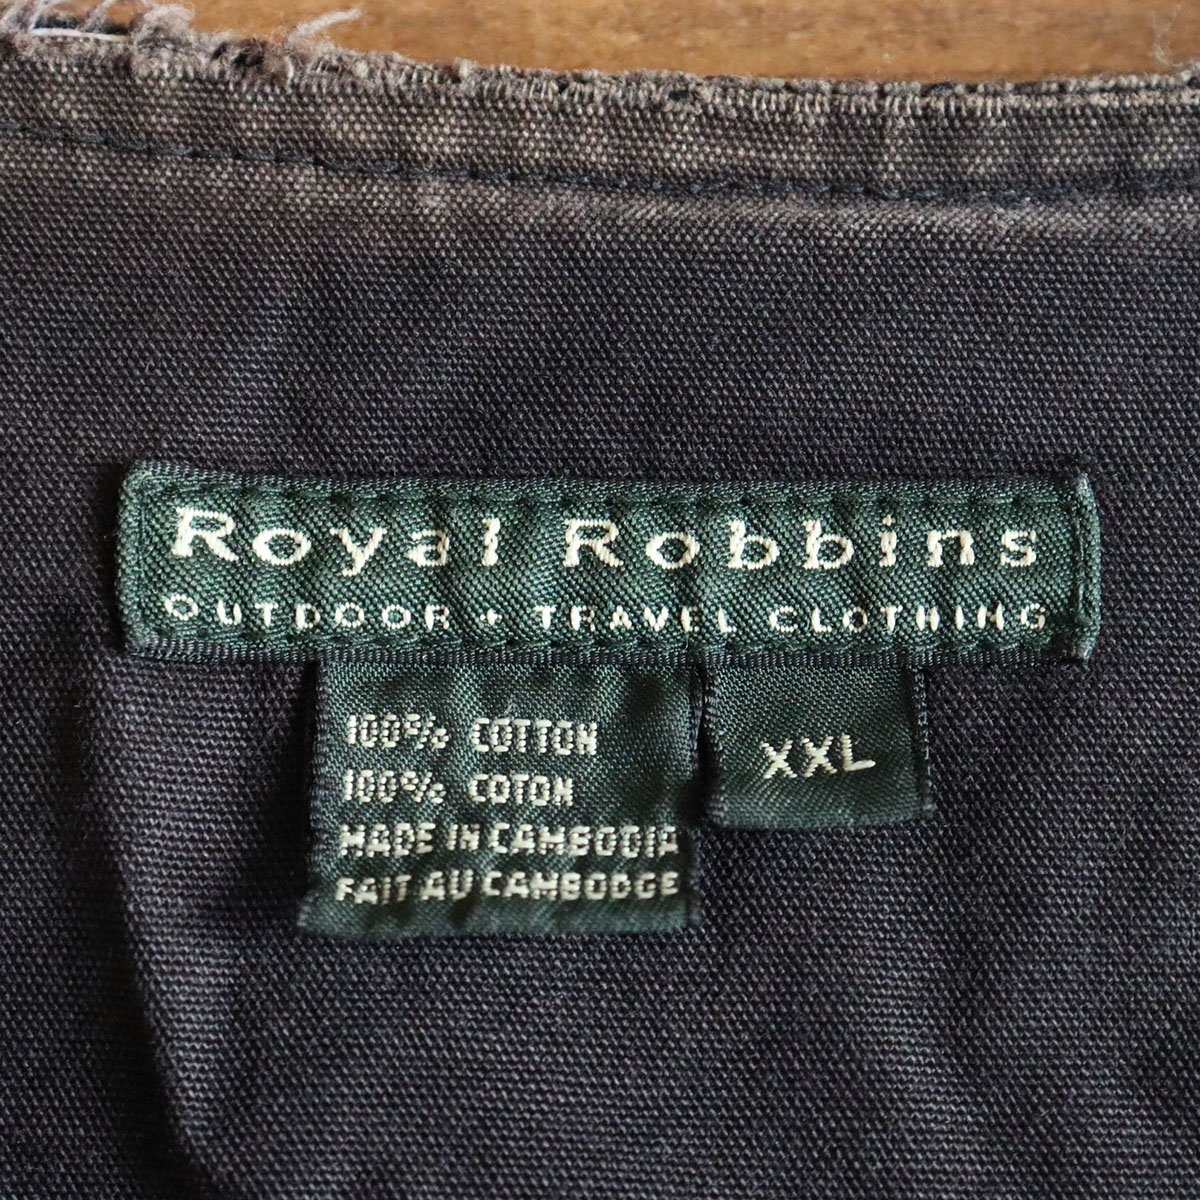 Royal Robbins
OUTDOOR + TRAVEL CLOTHING
100% COTTON
100% COTON
MADE IN CAMBODIA
FAIT AU CAMBODGE
XXL